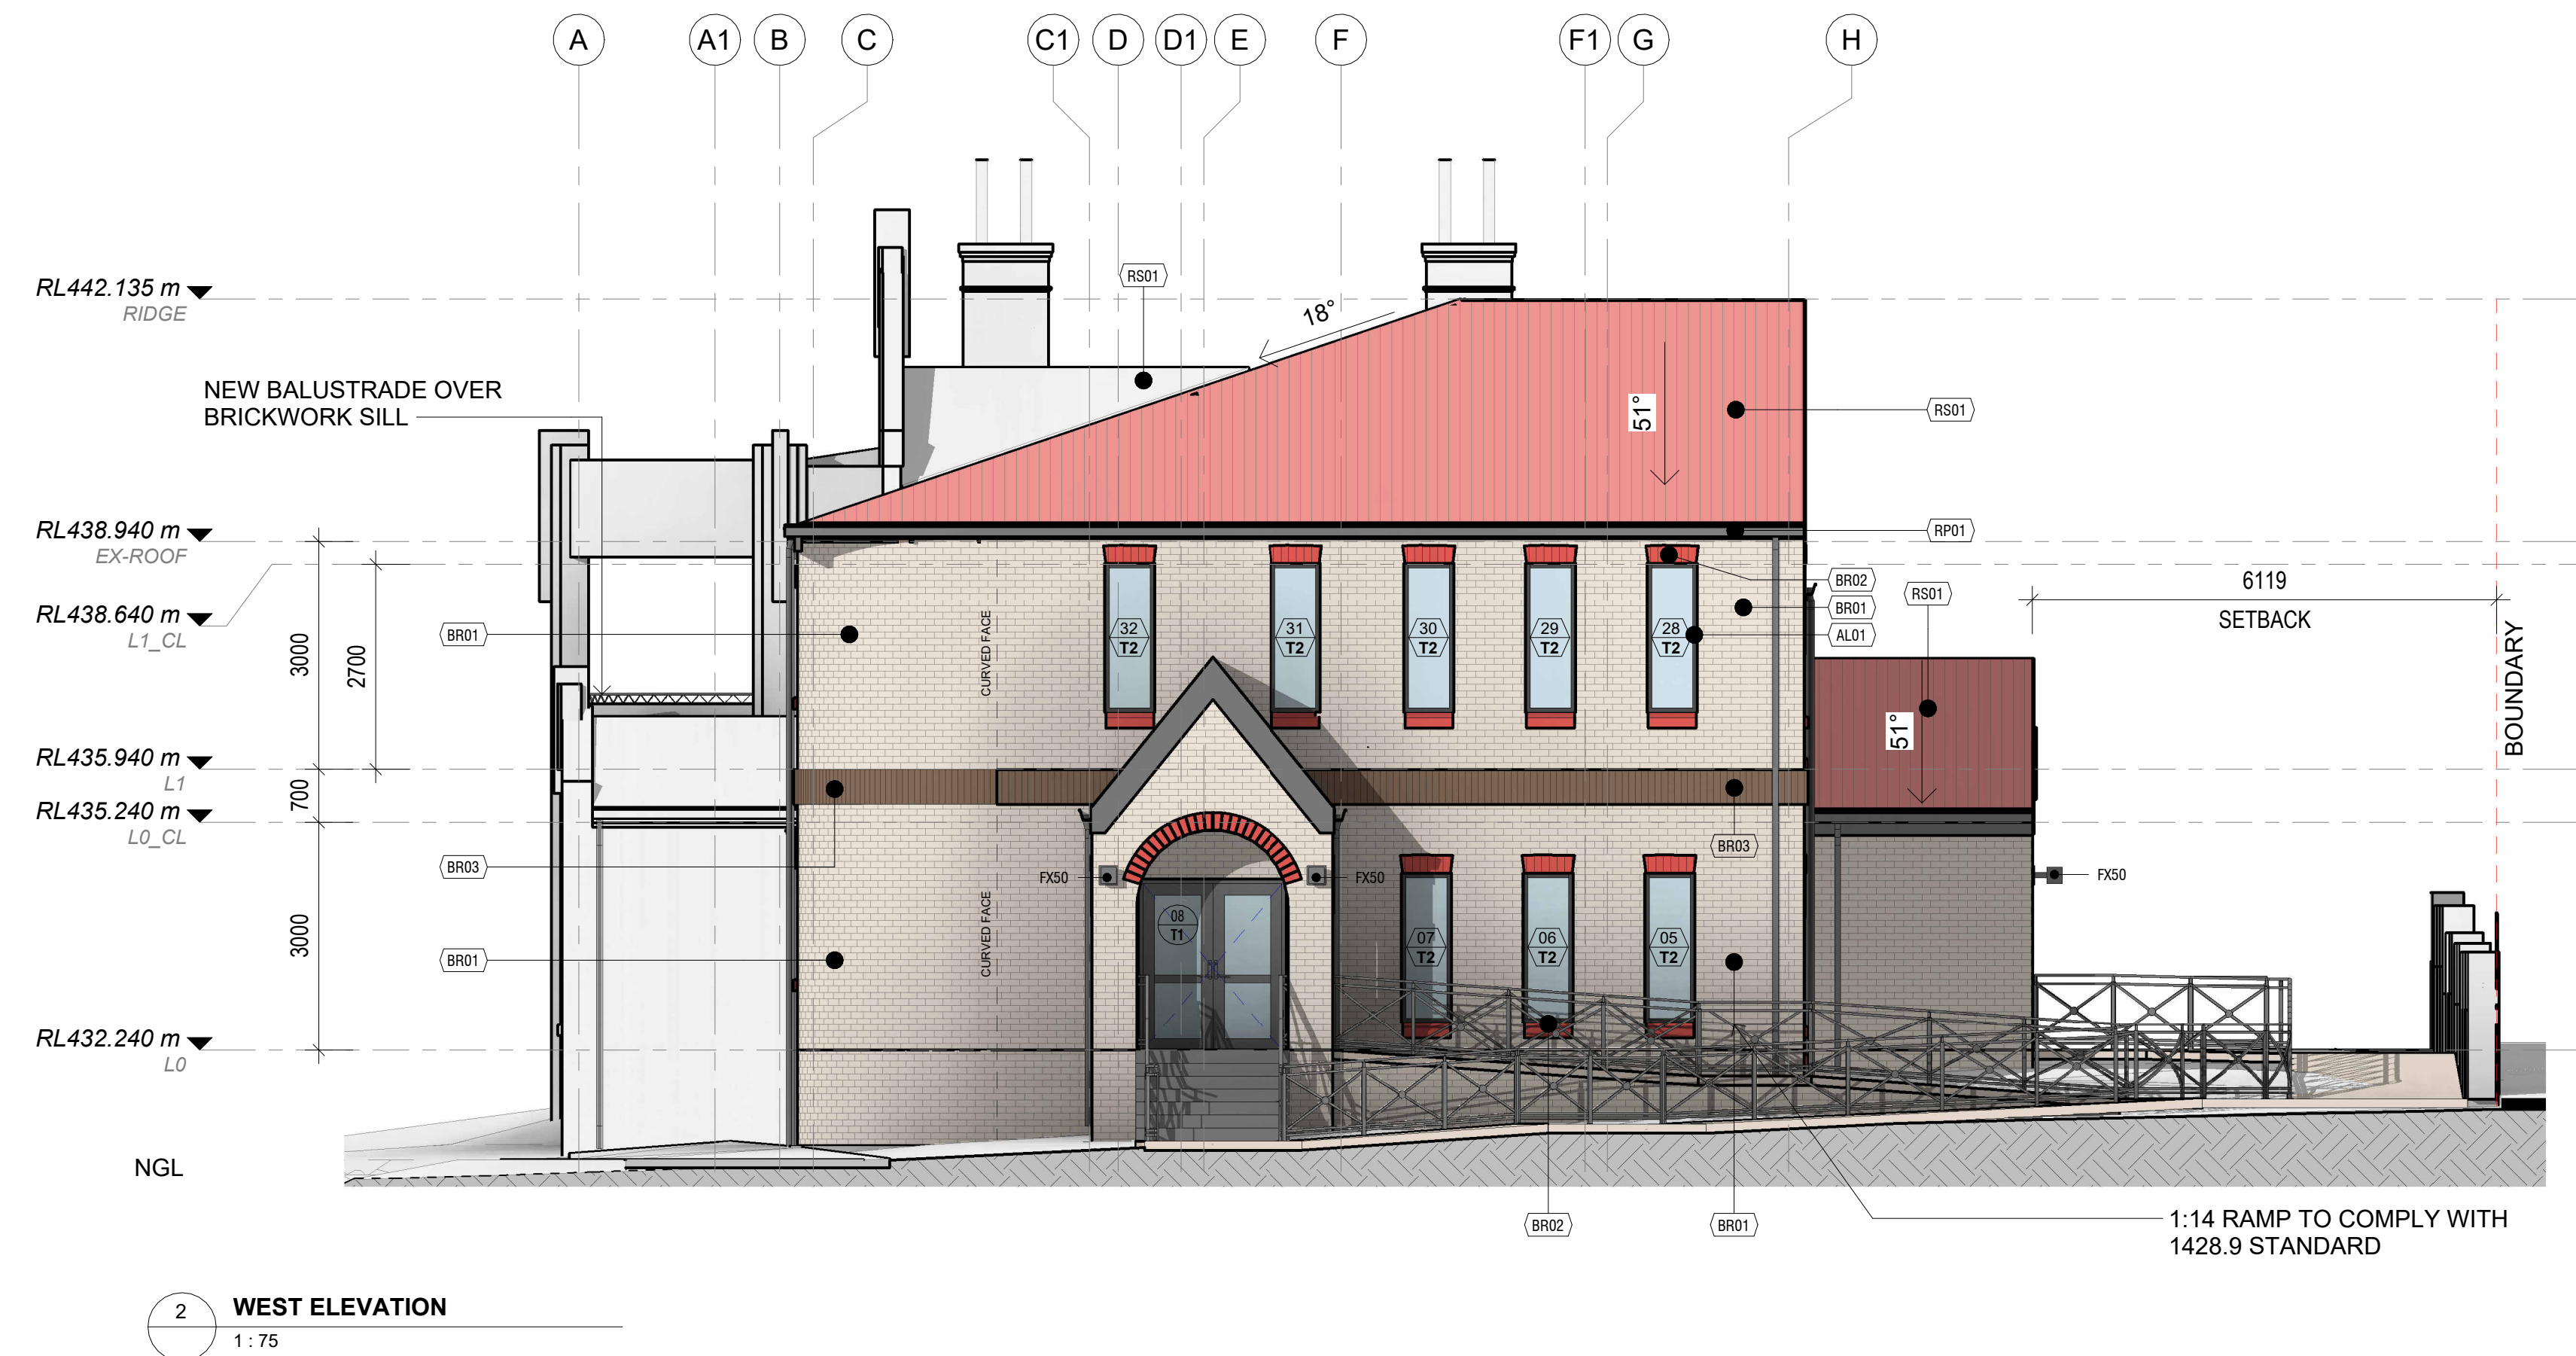 A
A1
B
C
C1
D
D1
E
F
F1
G
H
RS01
RL442.135 m
RIDGE
18°
NEW BALUSTRADE OVER
BRICKWORK SILL
51°
RS01
RL438.940 m
EX-ROOF
RP01
RL438.640 m
L1_CL
BR02
BR01
AL01
RS01
6119
SETBACK
BOUNDARY
3000
2700
BR01
CURVED FACE
32
T2
31
T2
30
T2
29
T2
28
T2
51°
RL435.940 m
L1
700
RL435.240 m
L0_CL
BR03
BR03
FX50
FX50
FX50
3000
CURVED FACE
08
T1
07
T2
06
T2
05
T2
BR01
RL432.240 m
L0
NGL
BR02
BR01
1:14 RAMP TO COMPLY WITH
1428.9 STANDARD
2
WEST ELEVATION
1 : 75